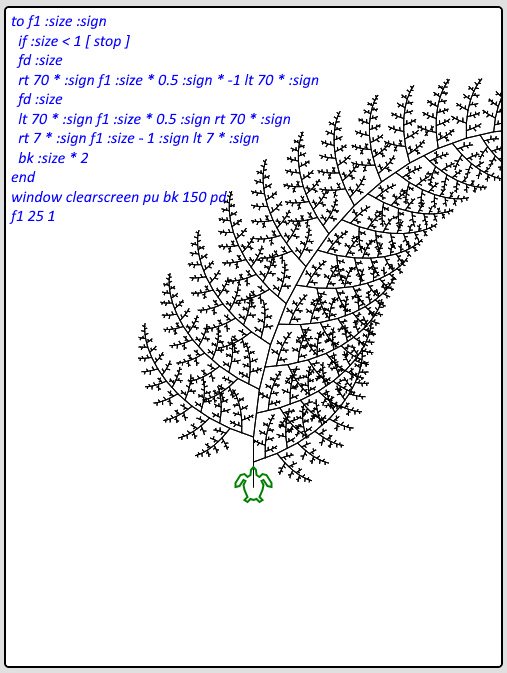 to f1 :size :sign
if :size < 1 [ stop ]
fd :size
rt 70 * :sign f1 :size * 0.5 :sign * -1 lt 70 * :sign
fd :size
lt 70 * :sign f1 :size * 0.5 :sign rt 70 * :sign
rt 7 * :sign f1 :size - 1 :sign lt 7 * :sign
bk :size * 2
end
window clearscreen pu bk 150 pd
f1 25 1